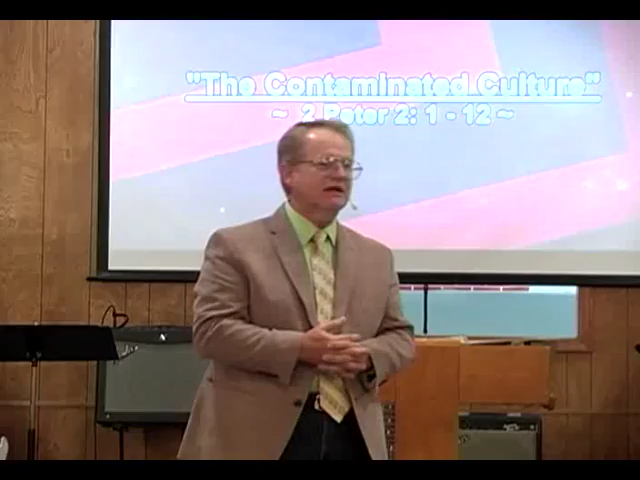 "The Contaminated Culture"
~ 2 Peter 2: 1 - 12 ~